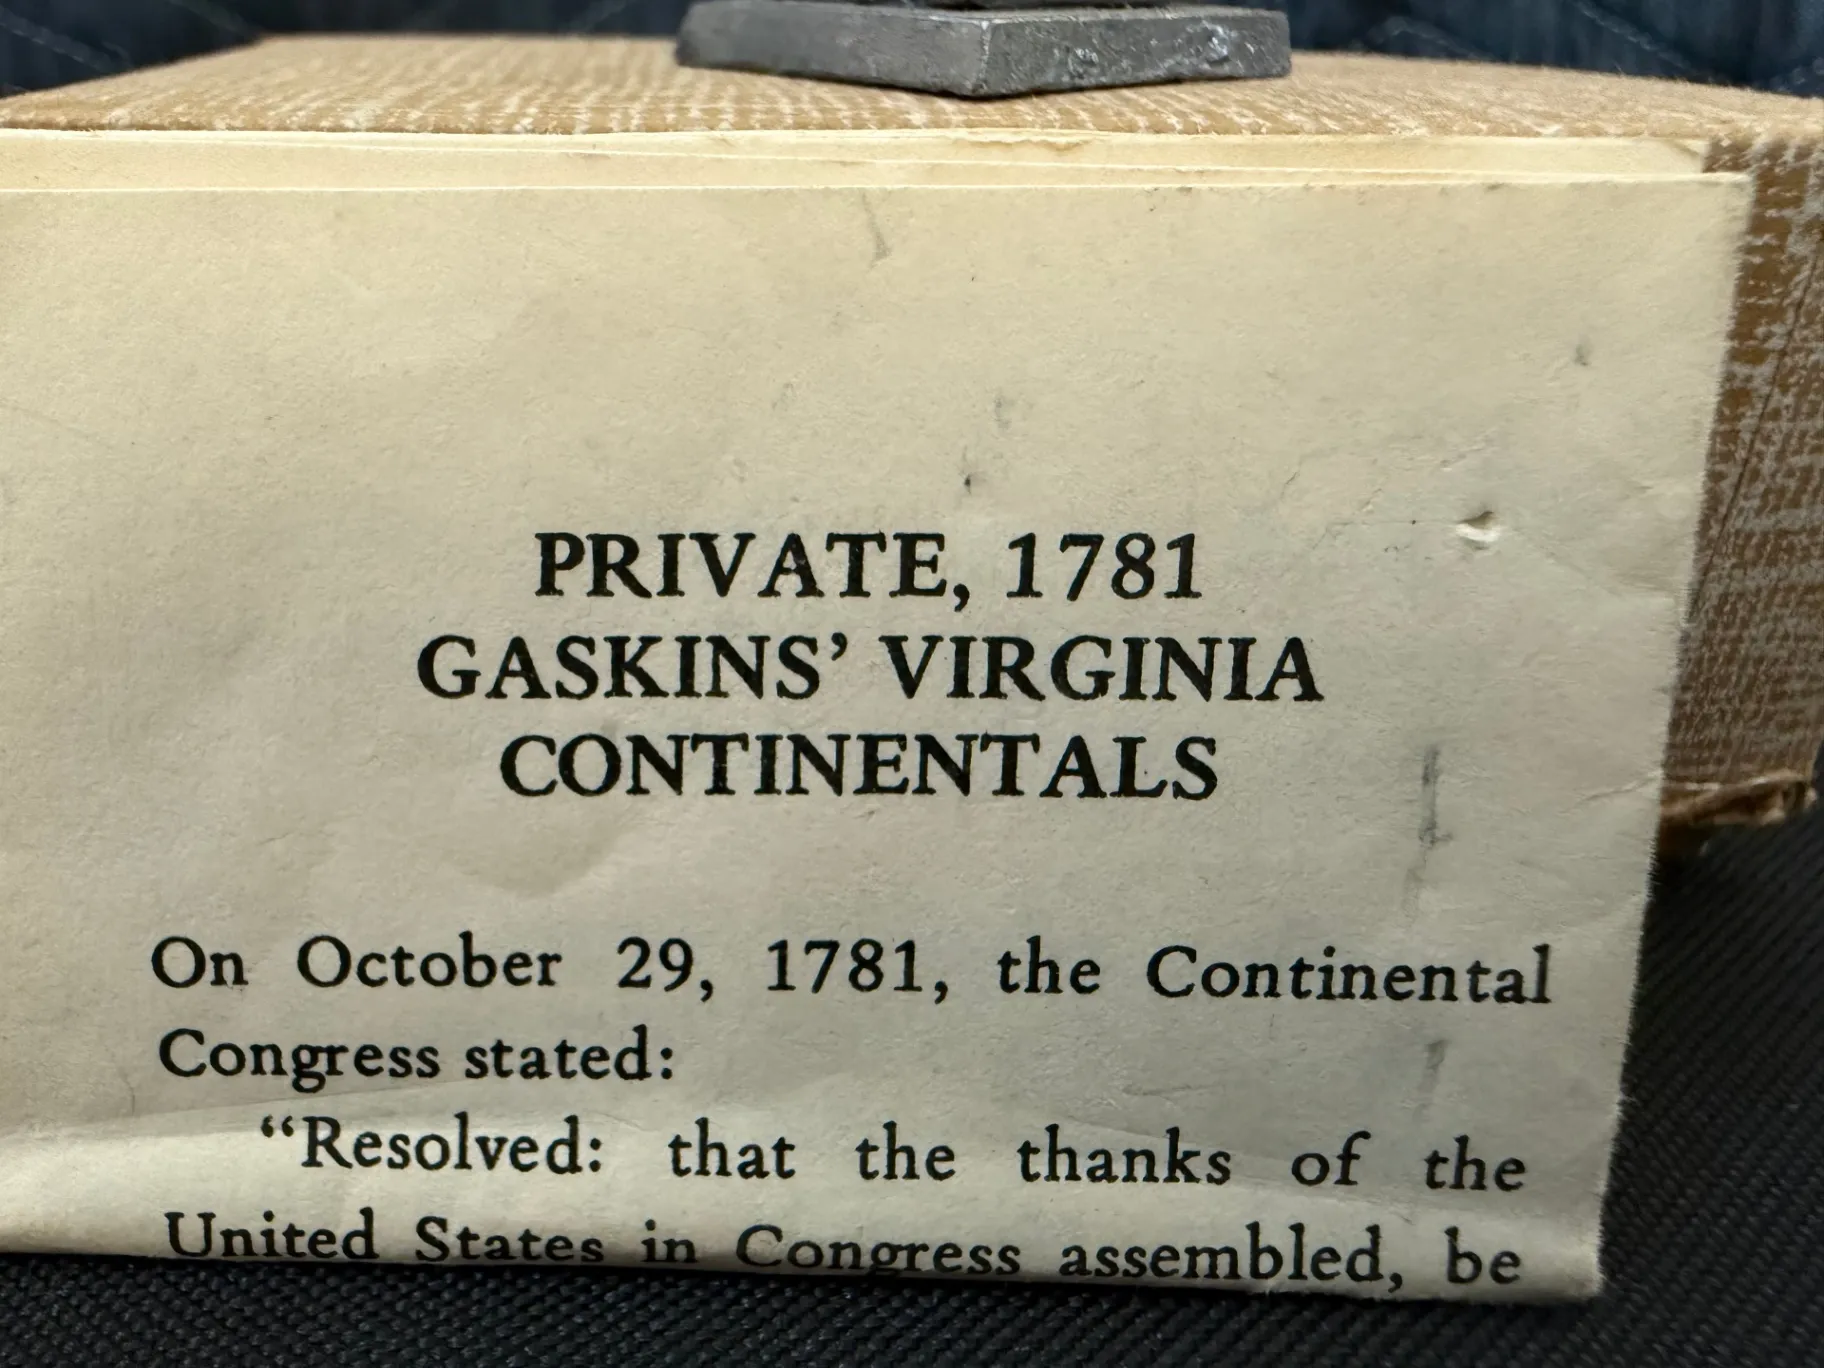 PRIVATE, 1781
GASKINS’ VIRGINIA
CONTINENTALS
On October 29, 1781, the Continental
Congress stated:
“Resolved: that the thanks of the
United States in Congress assembled, be